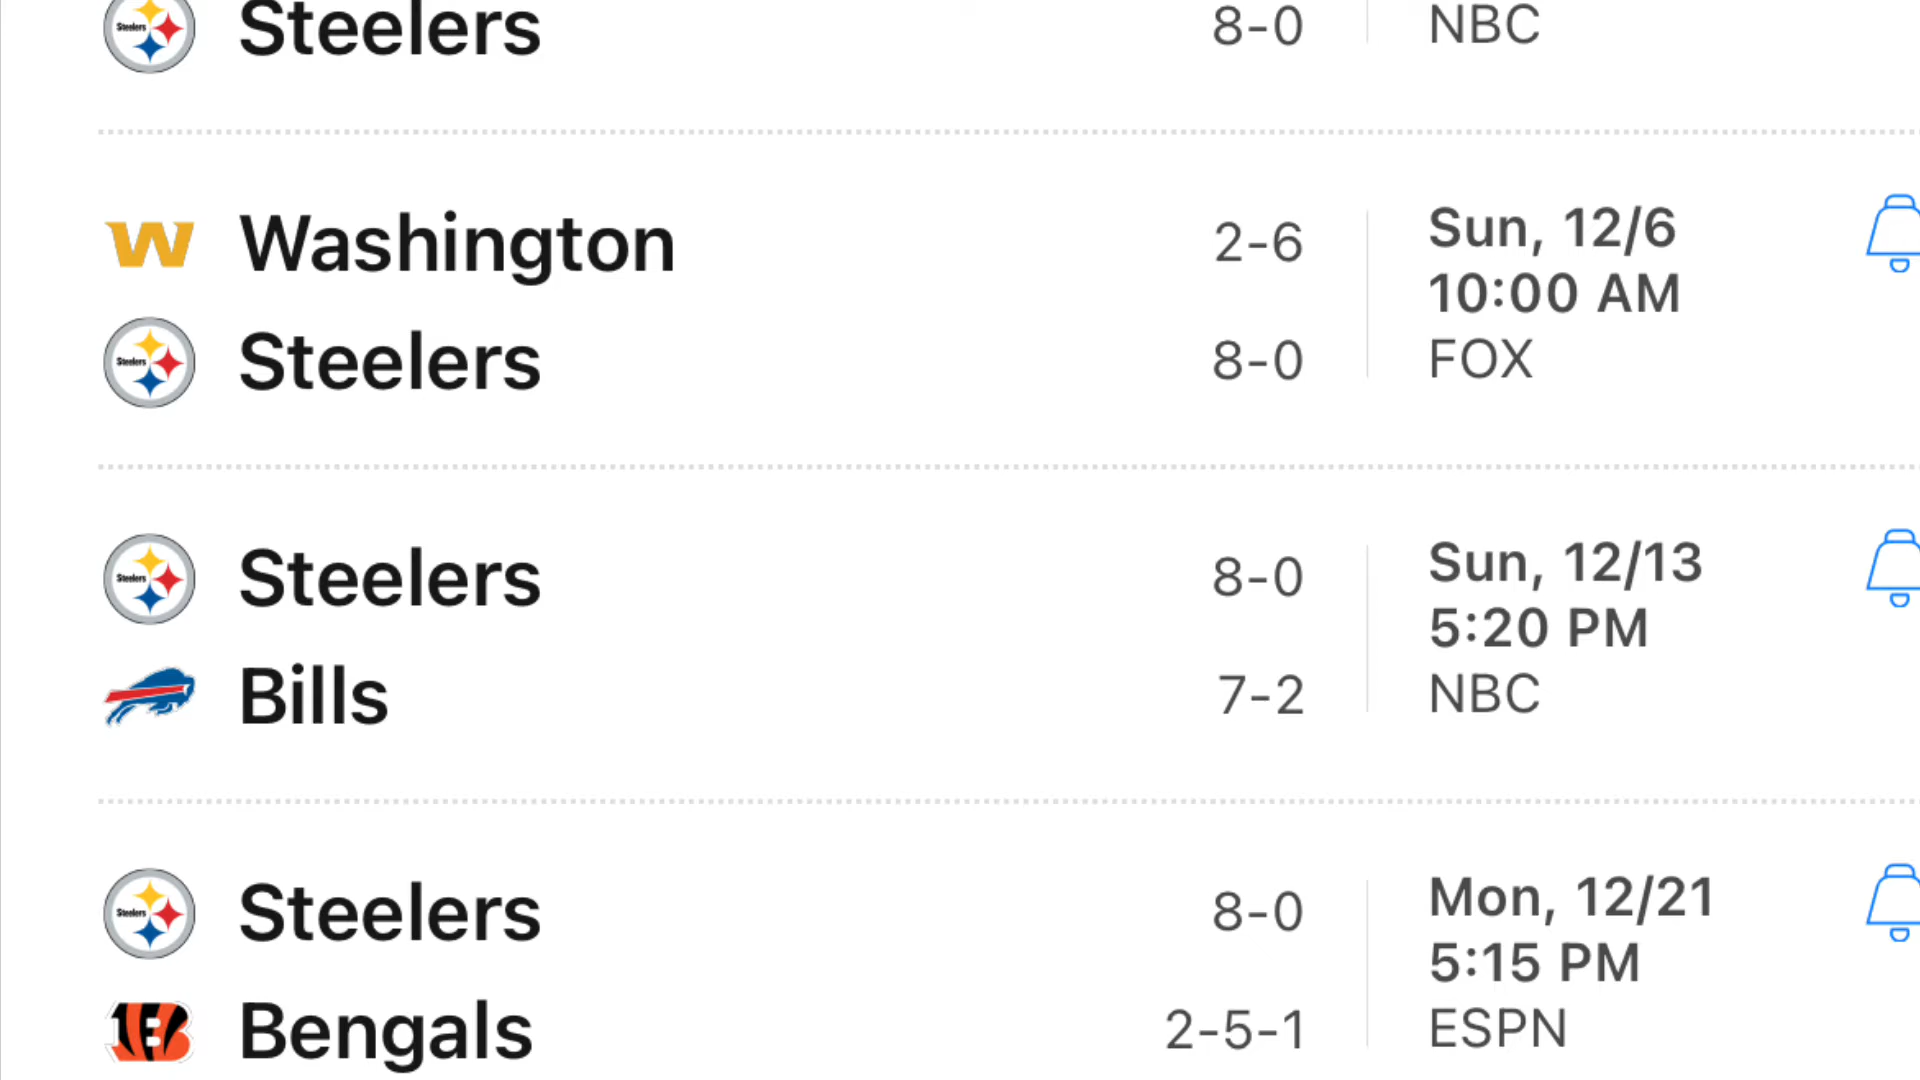 Steelers 8-0 NBC
Washington 2-6 Sun, 12/6
10:00 AM
Steelers 8-0 FOX
Steelers 8-0 Sun, 12/13
5:20 PM
Bills 7-2 NBC
Steelers 8-0 Mon, 12/21
5:15 PM
Bengals 2-5-1 ESPN